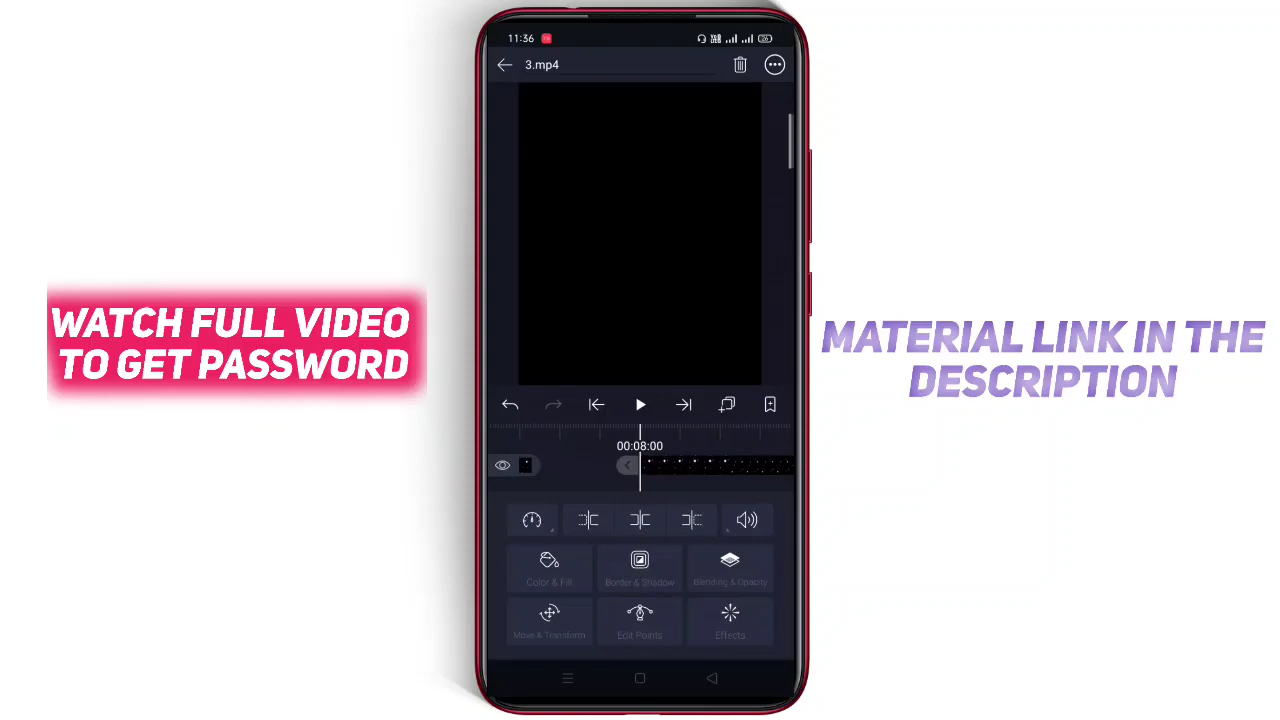 11:36
3.mp4
WATCH FULL VIDEO
TO GET PASSWORD
MATERIAL LINK IN THE
DESCRIPTION
00:08:00
Color & Fill
Border & Shadow
Blending & Opacity
Move & Transform
Edit Points
Effects